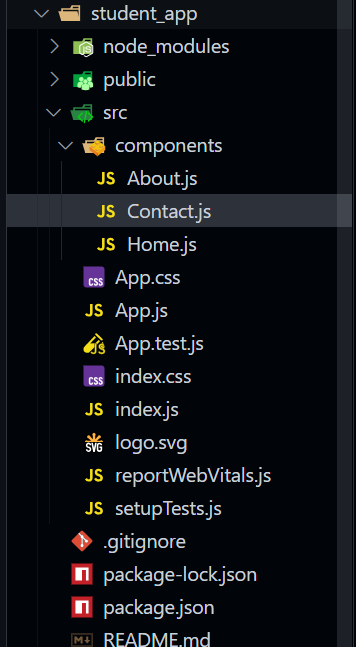 student_app
node_modules
public
src
components
JS About.js
JS Contact.js
JS Home.js
CSS App.css
JS App.js
App.test.js
CSS index.css
JS index.js
SVG logo.svg
JS reportWebVitals.js
JS setupTests.js
.gitignore
package-lock.json
package.json
README.md